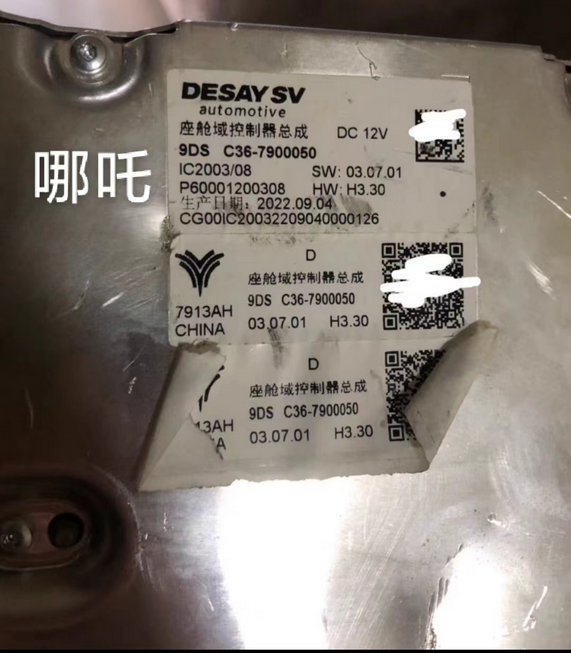 哪吒
DESAY SV
automotive
座舱域控制器总成 DC 12V
9DS C36-7900050
IC2003/08 SW: 03.07.01
P60001200308 HW: H3.30
生产日期: 2022.09.04
CG00IC20032209040000126
D
座舱域控制器总成
7913AH 9DS C36-7900050
CHINA 03.07.01 H3.30
D
座舱域控制器总成
13AH 9DS C36-7900050
A 03.07.01 H3.30